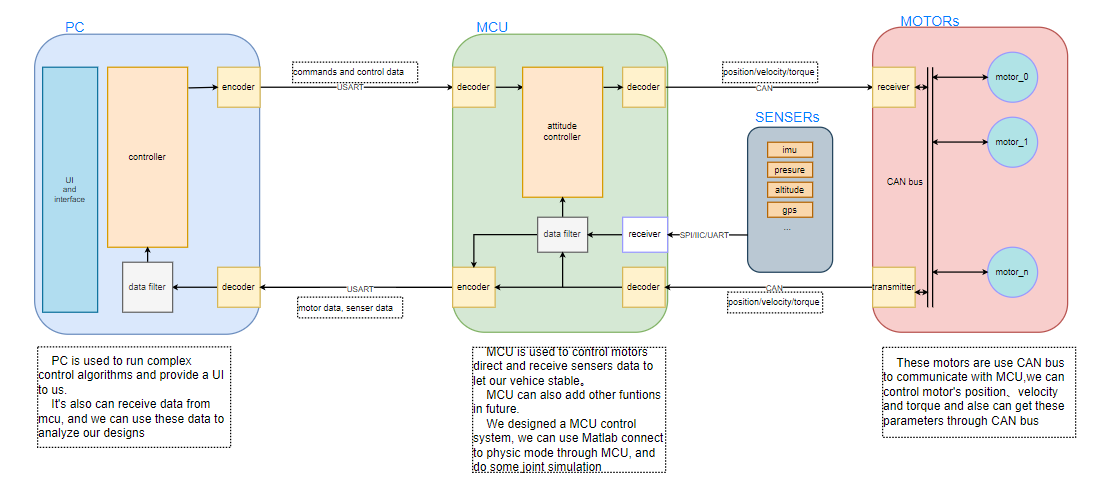 PC
MCU
MOTORs
commands and control data
position/velocity/torque
encoder
USART
decoder
decoder
CAN
receiver
motor_0
SENSERs
attitude
controller
controller
imu
motor_1
presure
UI
and
interface
CAN bus
altitude
gps
...
data filter
receiver
SPI/IIC/UART
motor_n
data filter
decoder
USART
encoder
decoder
CAN
transmitter
motor data, senser data
position/velocity/torque
PC is used to run complex
control algorithms and provide a UI
to us.
It's also can receive data from
mcu, and we can use these data to
analyze our designs
MCU is used to control motors
direct and receive sensers data to
let our vehice stable。
MCU can also add other funtions
in future.
We designed a MCU control
system, we can use Matlab connect
to physic mode through MCU, and
do some joint simulation
These motors are use CAN bus
to communicate with MCU,we can
control motor's position、velocity
and torque and alse can get these
parameters through CAN bus